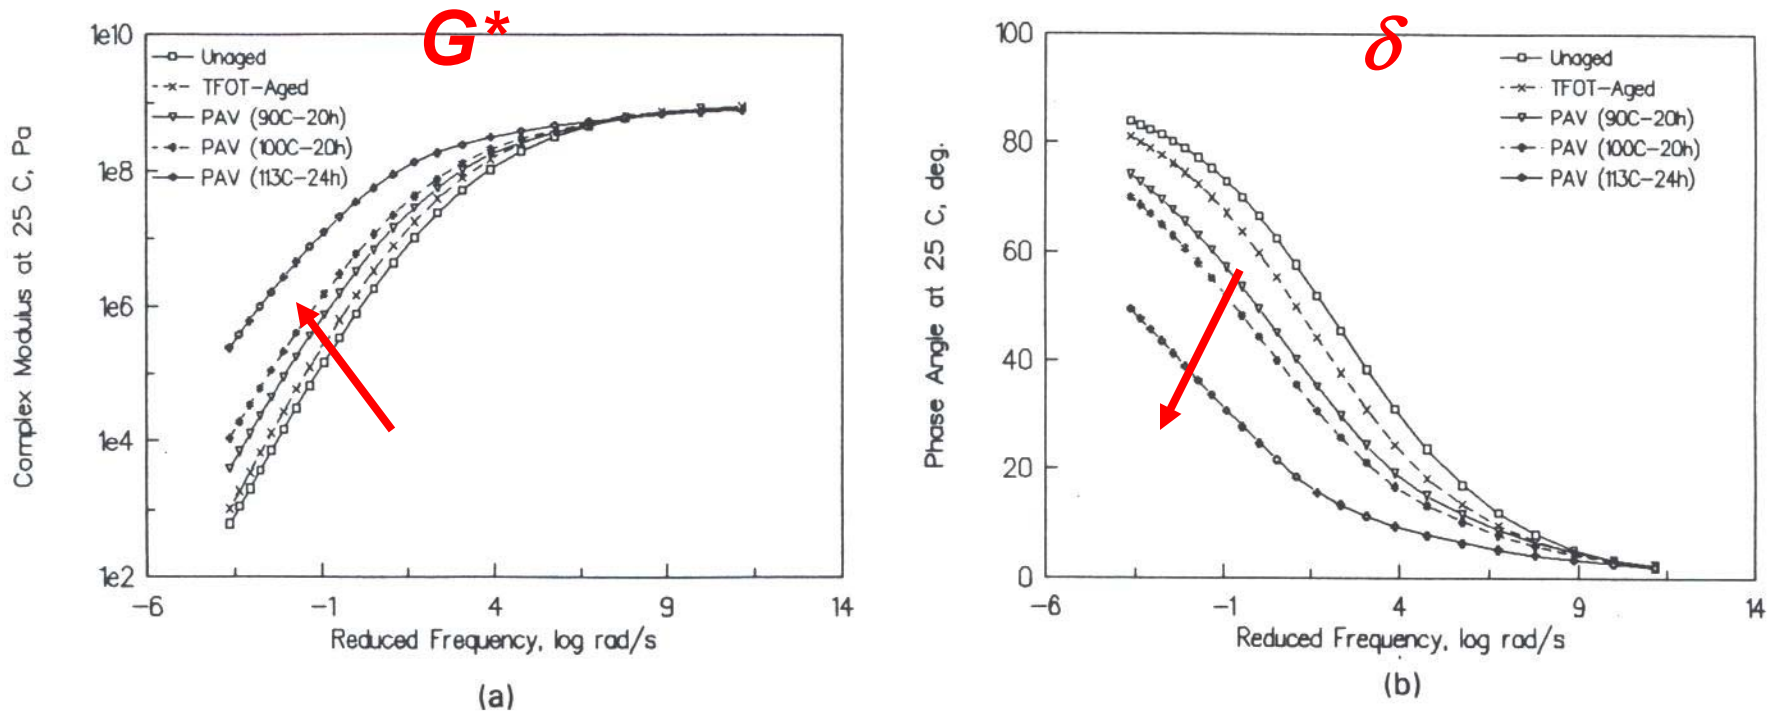 G*
1e10
1e8
1e6
1e4
1e2
Complex Modulus at 25 C, Pa
Unaged
TFOT-Aged
PAV (90C-20h)
PAV (100C-20h)
PAV (113C-24h)
-6
-1
4
9
14
Reduced Frequency, log rad/s
(a)
δ
100
80
60
40
20
0
Phase Angle at 25 C, deg.
Unaged
TFOT-Aged
PAV (90C-20h)
PAV (100C-20h)
PAV (113C-24h)
-6
-1
4
9
14
Reduced Frequency, log rad/s
(b)